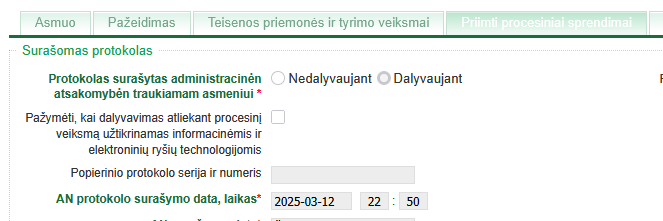 Asmuo Pažeidimas Teisenos priemonės ir tyrimo veiksmai Priimti procesiniai sprendimai
Surašomas protokolas
Protokolas surašytas administracinėn Nedalyvaujant Dalyvaujant
atsakomybėn traukiamam asmeniui *
Pažymėti, kai dalyvavimas atliekant procesinį
veiksmą užtikrinamas informacinėmis ir
elektroninių ryšių technologijomis
Popierinio protokolo serija ir numeris
AN protokolo surašymo data, laikas* 2025-03-12 22 : 50